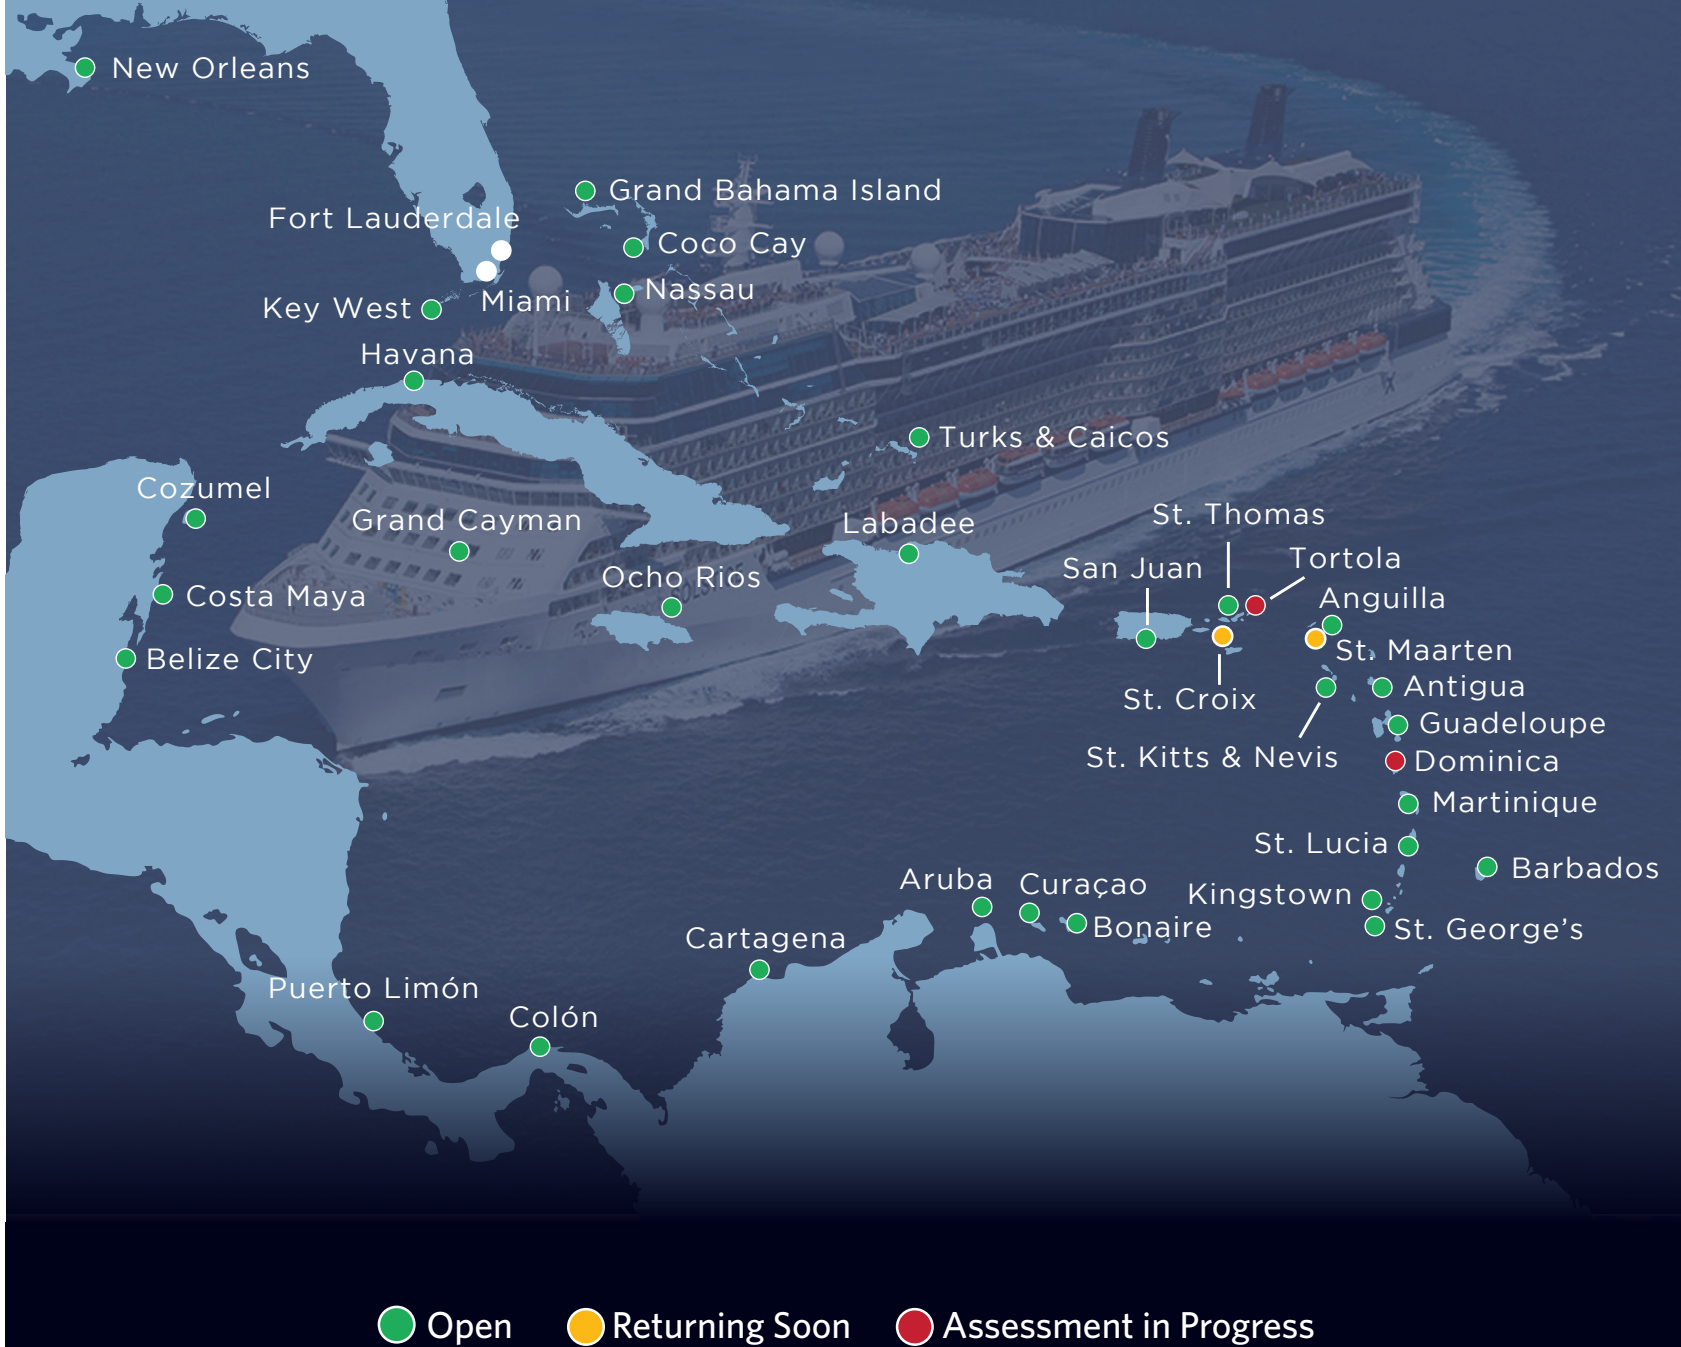 New Orleans
Grand Bahama Island
Fort Lauderdale
Coco Cay
Nassau
Miami
Key West
Havana
Turks & Caicos
Cozumel
Grand Cayman
Labadee
St. Thomas
Tortola
San Juan
Ocho Rios
Costa Maya
Anguilla
St. Maarten
Belize City
Antigua
St. Croix
Guadeloupe
St. Kitts & Nevis
Dominica
Martinique
St. Lucia
Barbados
Aruba
Curaçao
Kingstown
Bonaire
St. George's
Cartagena
Puerto Limón
Colón
Open
Returning Soon
Assessment in Progress